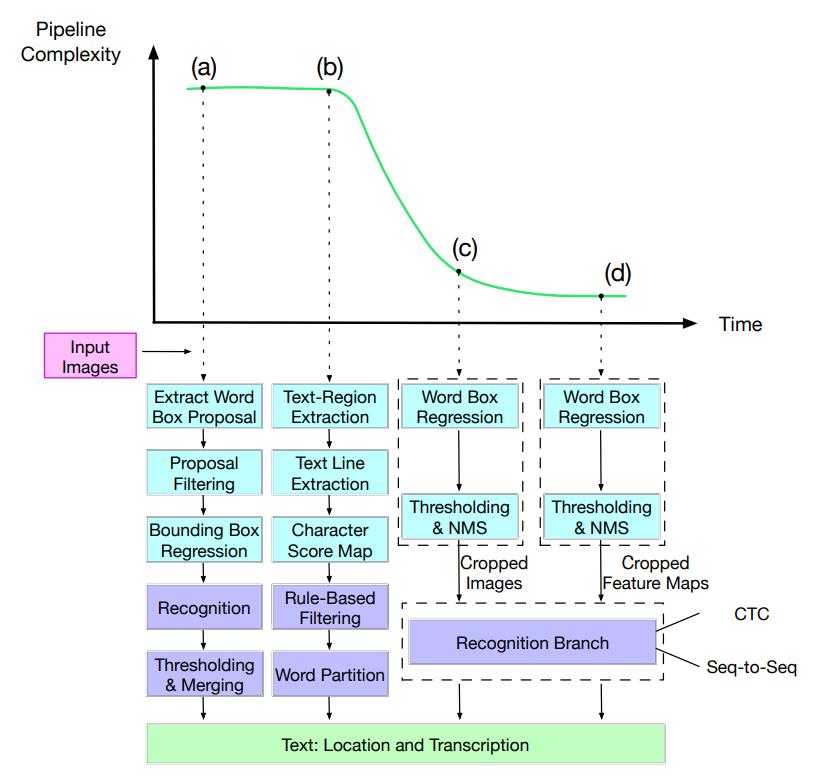 Pipeline
Complexity
(a)
(b)
(c)
(d)
Time
Input
Images
Extract Word
Box Proposal
Proposal
Filtering
Bounding Box
Regression
Recognition
Thresholding
& Merging
Text-Region
Extraction
Text Line
Extraction
Character
Score Map
Rule-Based
Filtering
Word Partition
Word Box
Regression
Thresholding
& NMS
Cropped
Images
Word Box
Regression
Thresholding
& NMS
Cropped
Feature Maps
Recognition Branch
CTC
Seq-to-Seq
Text: Location and Transcription